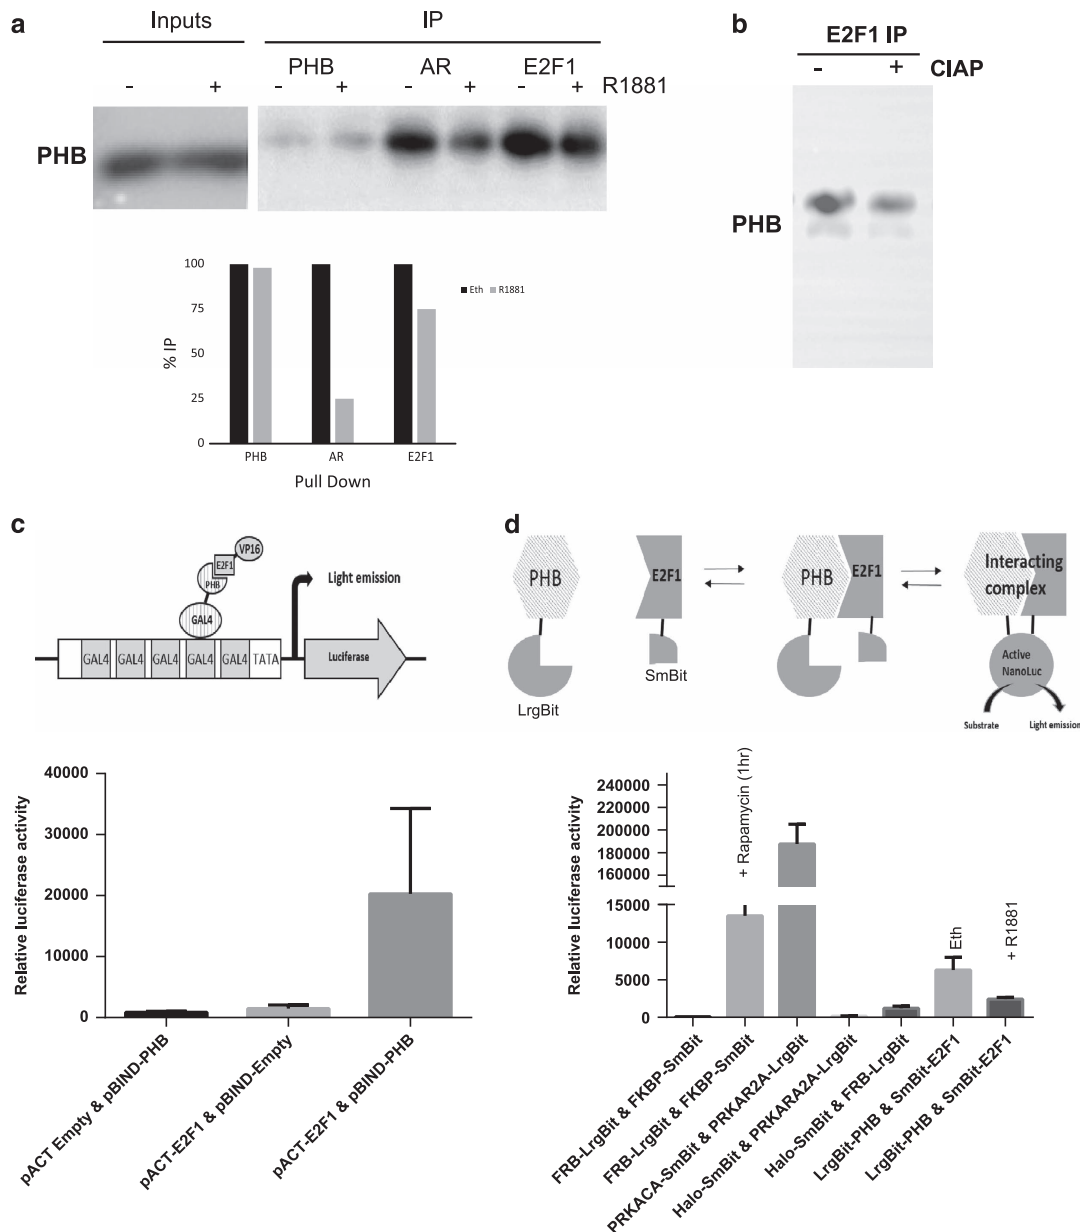 a
Inputs
IP
PHB AR E2F1
- + - + - + - + R1881
PHB
100
75
50
25
0
% IP
Eth R1881
PHB AR E2F1
Pull Down
b
E2F1 IP
- + CIAP
PHB
c
VP16
E2F1
PHB
GAL4
Light emission
GAL4 GAL4 GAL4 GAL4 GAL4 TATA
Luciferase
40000
30000
20000
10000
0
Relative luciferase activity
pACT Empty & pBIND-PHB
pACT-E2F1 & pBIND-Empty
pACT-E2F1 & pBIND-PHB
d
PHB
LrgBit
E2F1
SmBit
PHB E2F1
Interacting complex
Active
NanoLuc
Substrate
Light emission
240000
220000
200000
180000
160000
15000
10000
5000
0
Relative luciferase activity
+ Rapamycin (1hr)
Eth
+ R1881
FRB-LrgBit & FKBP-SmBit
FRB-LrgBit & FKBP-SmBit
PRKACA-SmBit & PRKAR2A-LrgBit
Halo-SmBit & PRKARA2A-LrgBit
Halo-SmBit & FRB-LrgBit
LrgBit-PHB & SmBit-E2F1
LrgBit-PHB & SmBit-E2F1